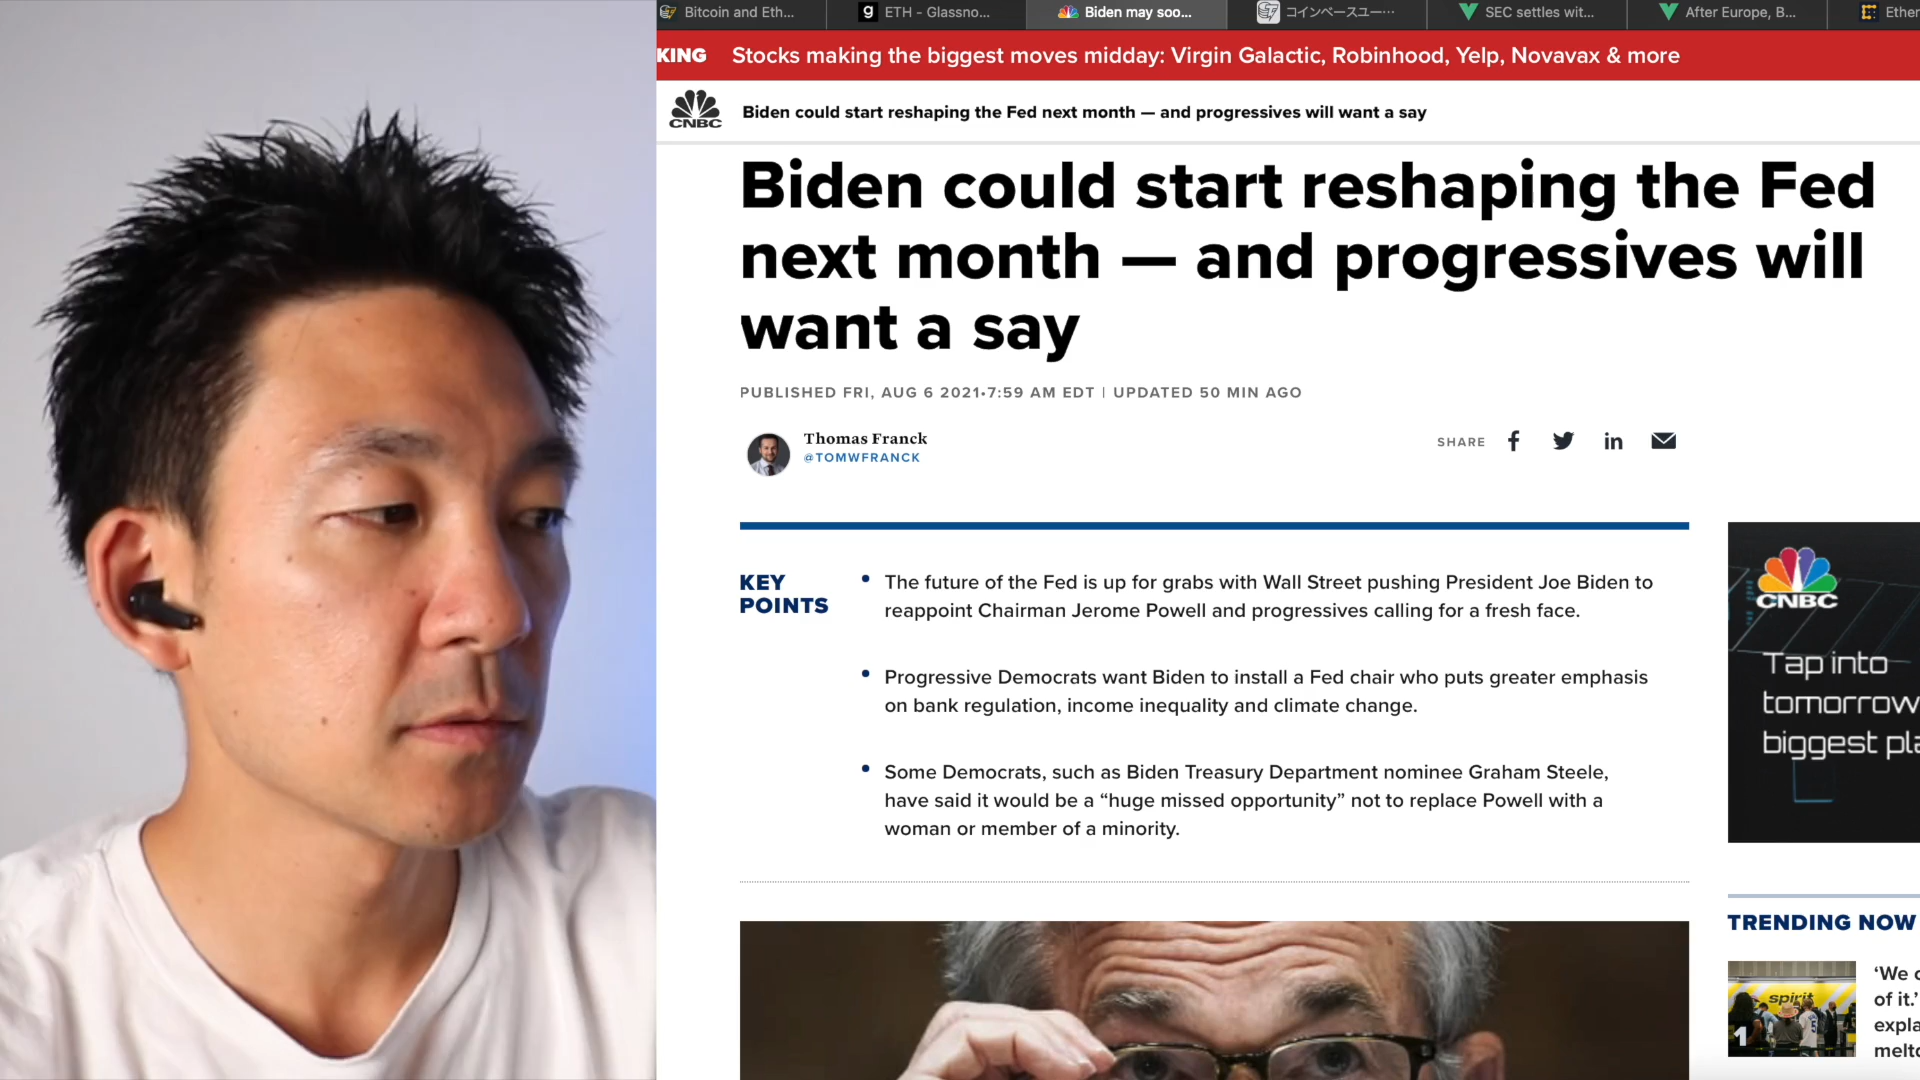 Bitcoin and Eth...
ETH - Glassno...
Biden may soo...
コインベースユー…
SEC settles wit...
After Europe, B...
Ether
KING
Stocks making the biggest moves midday: Virgin Galactic, Robinhood, Yelp, Novavax & more
CNBC
Biden could start reshaping the Fed next month — and progressives will want a say
Biden could start reshaping the Fed
next month — and progressives will
want a say
PUBLISHED FRI, AUG 6 2021•7:59 AM EDT | UPDATED 50 MIN AGO
Thomas Franck
@TOMWFRANCK
SHARE
KEY
POINTS
The future of the Fed is up for grabs with Wall Street pushing President Joe Biden to
reappoint Chairman Jerome Powell and progressives calling for a fresh face.
Progressive Democrats want Biden to install a Fed chair who puts greater emphasis
on bank regulation, income inequality and climate change.
Some Democrats, such as Biden Treasury Department nominee Graham Steele,
have said it would be a “huge missed opportunity” not to replace Powell with a
woman or member of a minority.
CNBC
Tap into
tomorrow
biggest pla
TRENDING NOW
spirit
1
‘We c
of it.’
expla
meltd